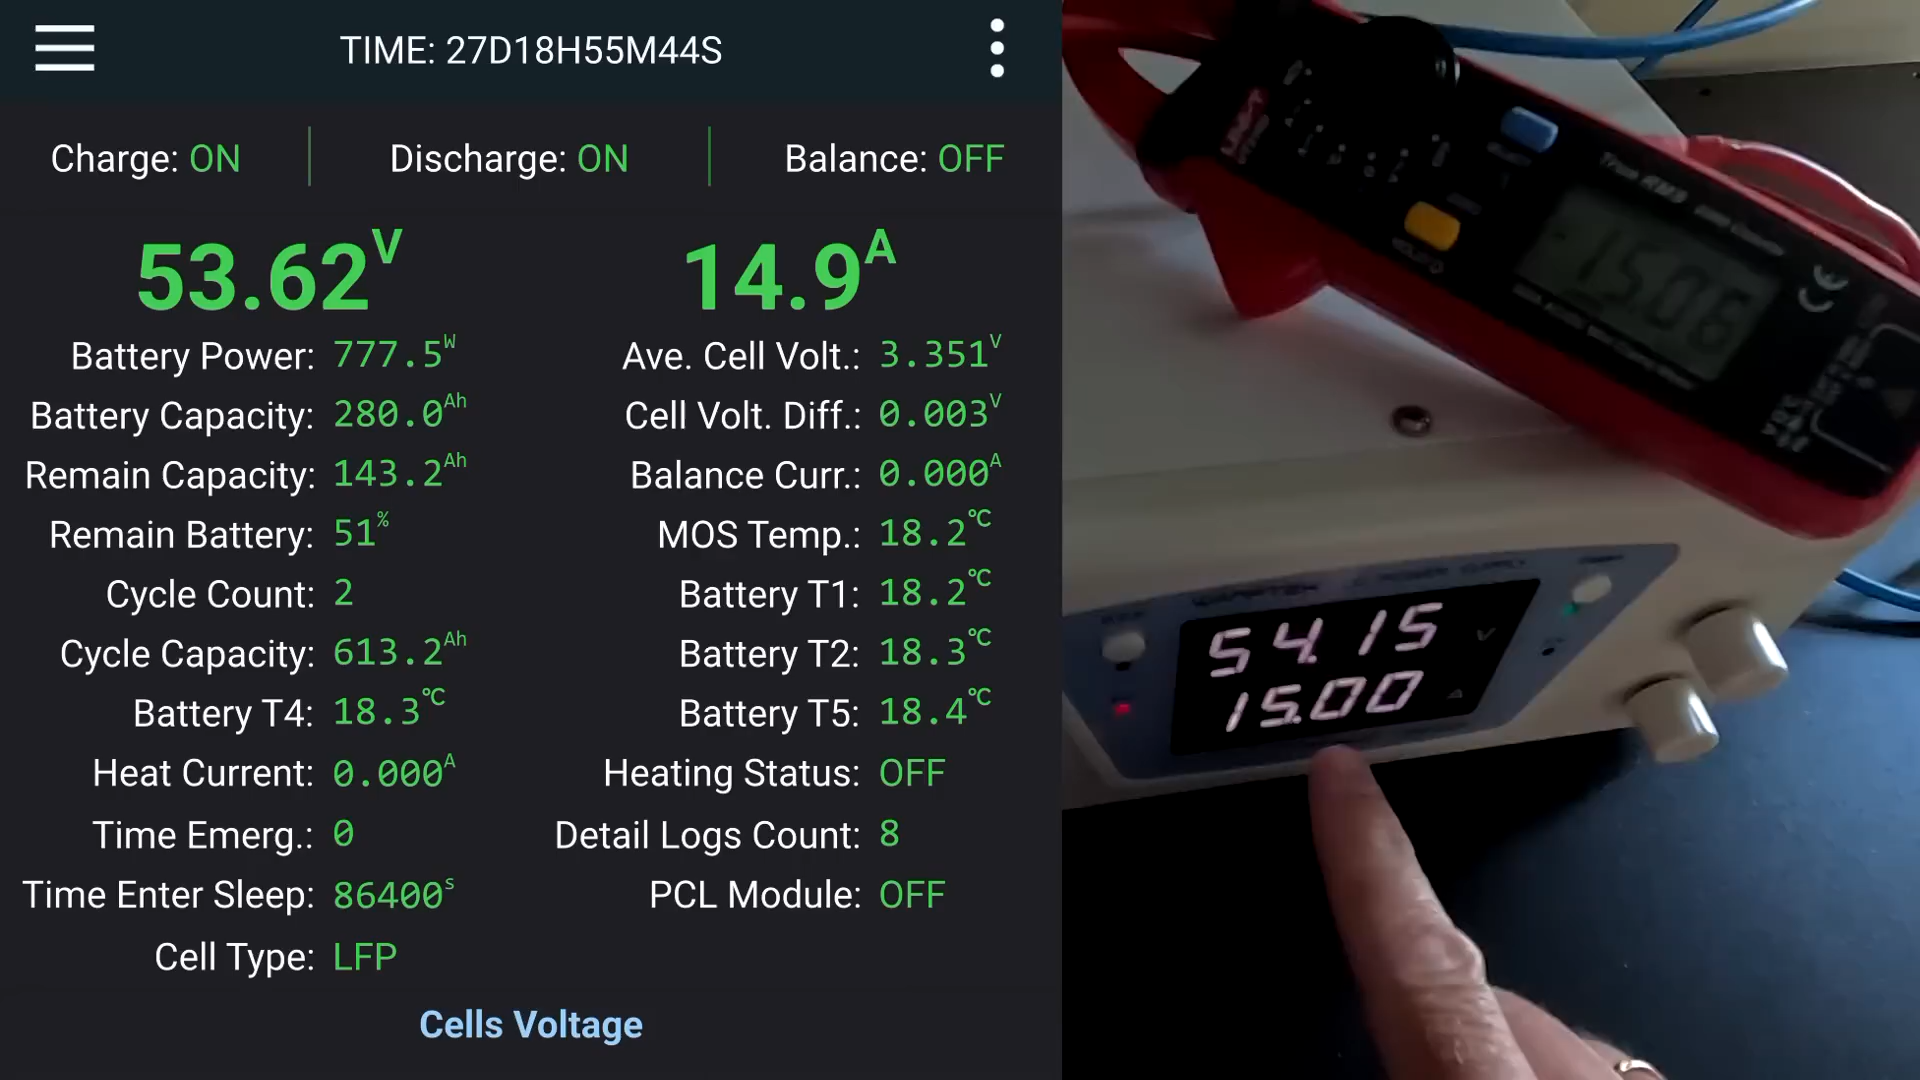 TIME: 27D18H55M44S
Charge: ON
Discharge: ON
Balance: OFF
53.62V
14.9A
Battery Power: 777.5W
Ave. Cell Volt.: 3.351V
Battery Capacity: 280.0Ah
Cell Volt. Diff.: 0.003V
Remain Capacity: 143.2Ah
Balance Curr.: 0.000A
Remain Battery: 51%
MOS Temp.: 18.2℃
Cycle Count: 2
Battery T1: 18.2℃
Cycle Capacity: 613.2Ah
Battery T2: 18.3℃
Battery T4: 18.3℃
Battery T5: 18.4℃
Heat Current: 0.000A
Heating Status: OFF
Time Emerg.: 0
Detail Logs Count: 8
Time Enter Sleep: 86400s
PCL Module: OFF
Cell Type: LFP
Cells Voltage
True RMS
-15.06
CE
54.15 V
15.00 A